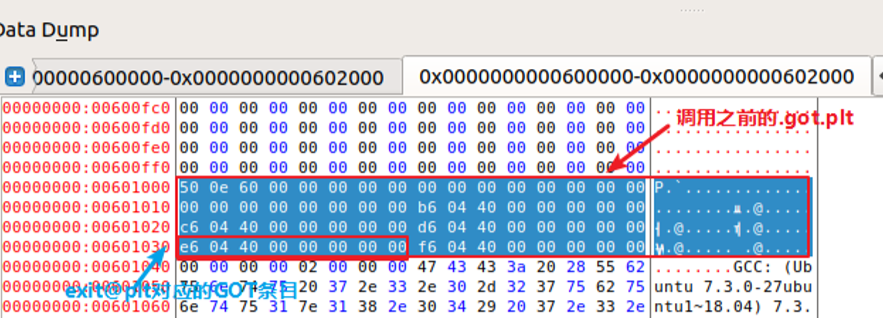 Data Dump
00000600000-0x0000000000602000 0x0000000000600000-0x0000000000602000
00000000:00600fc0 00 00 00 00 00 00 00 00 00 00 00 00 00 00 00 00 ................
00000000:00600fd0 00 00 00 00 00 00 00 00 00 00 00 00 00 00 00 00
调用之前的.got.plt
00000000:00600fe0 00 00 00 00 00 00 00 00 00 00 00 00 00 00 00 00 ................
00000000:00600ff0 00 00 00 00 00 00 00 00 00 00 00 00 00 00 00 00 ................
00000000:00601000 50 0e 60 00 00 00 00 00 00 00 00 00 00 00 00 00 P.`.............
00000000:00601010 00 00 00 00 00 00 00 00 b6 04 40 00 00 00 00 00
00000000:00601020 c6 04 40 00 00 00 00 00 d6 04 40 00 00 00 00 00
00000000:00601030 e6 04 40 00 00 00 00 00 f6 04 40 00 00 00 00 00
00000000:00601040 00 00 00 00 02 00 00 00 47 43 43 3a 20 28 55 62 ........GCC: (Ub
exit@plt对应的GOT条目
00000000:00601050 75 6e 74 75 20 37 2e 33 2e 30 2d 32 37 75 62 75 untu 7.3.0-27ubu
00000000:00601060 6e 74 75 31 7e 31 38 2e 30 34 29 20 37 2e 33 2e ntu1~18.04) 7.3.